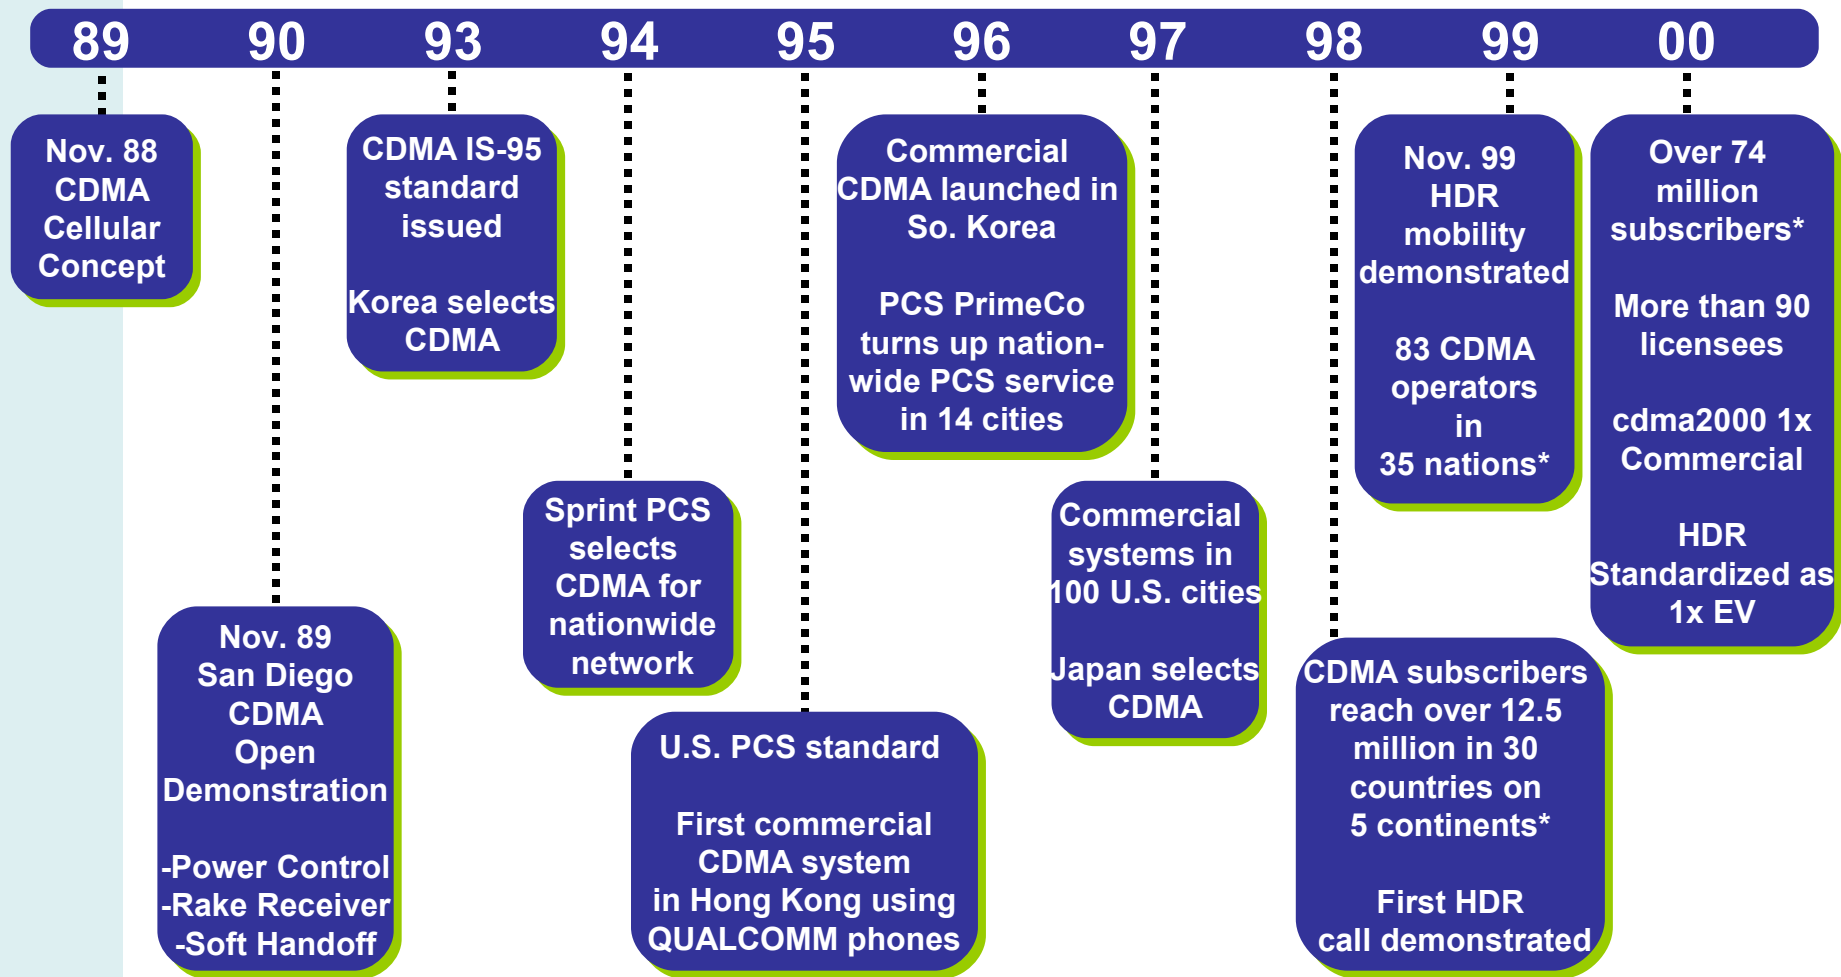 89 90 93 94 95 96 97 98 99 00
Nov. 88
CDMA
Cellular
Concept
Nov. 89
San Diego
CDMA
Open
Demonstration
-Power Control
-Rake Receiver
-Soft Handoff
CDMA IS-95
standard
issued
Korea selects
CDMA
Sprint PCS
selects
CDMA for
nationwide
network
U.S. PCS standard
First commercial
CDMA system
in Hong Kong using
QUALCOMM phones
Commercial
CDMA launched in
So. Korea
PCS PrimeCo
turns up nation-
wide PCS service
in 14 cities
Commercial
systems in
100 U.S. cities
Japan selects
CDMA
CDMA subscribers
reach over 12.5
million in 30
countries on
5 continents*
First HDR
call demonstrated
Nov. 99
HDR
mobility
demonstrated
83 CDMA
operators
in
35 nations*
Over 74
million
subscribers*
More than 90
licensees
cdma2000 1x
Commercial
HDR
Standardized as
1x EV